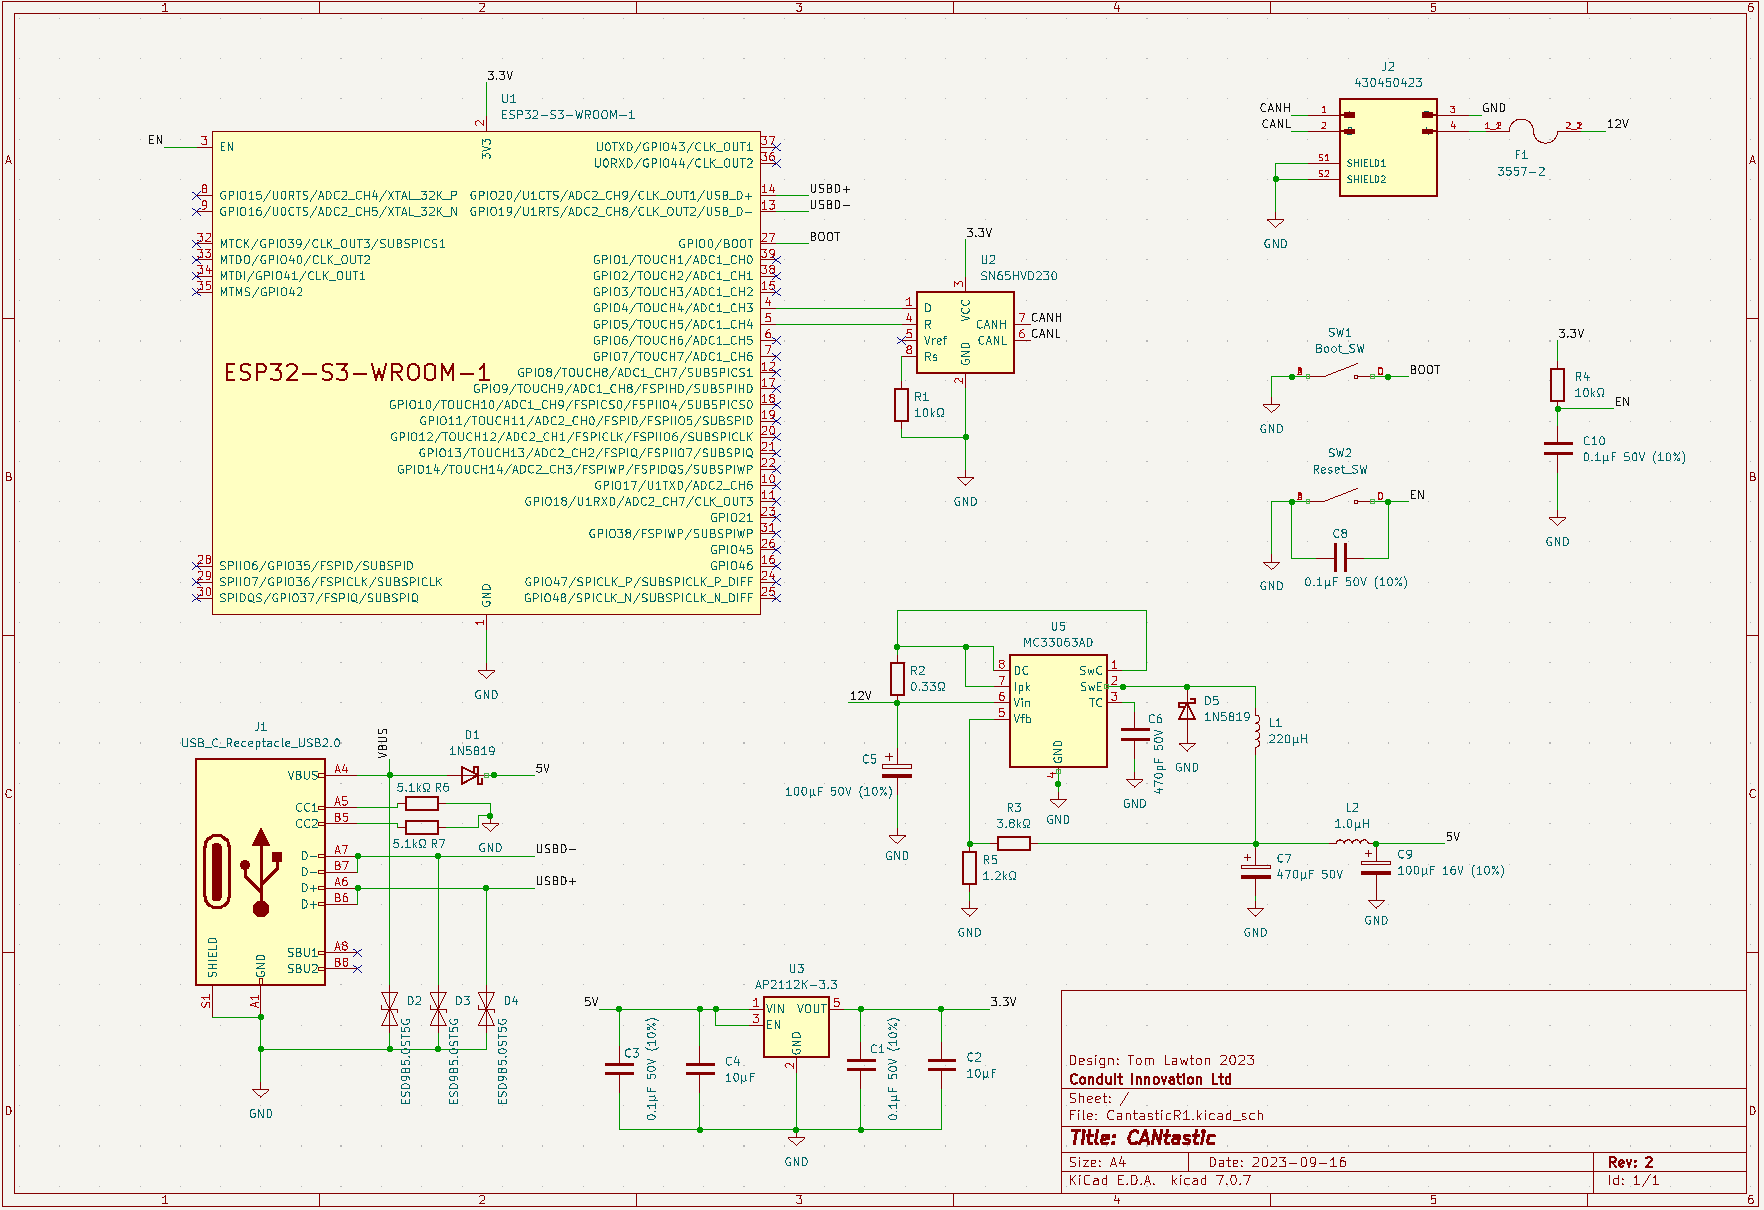 1 2 3 4 5 6
A
B
C
D
3.3V
U1
ESP32-S3-WROOM-1
EN
3 EN
2
3V3
8 GPIO15/U0RTS/ADC2_CH4/XTAL_32K_P
9 GPIO16/U0CTS/ADC2_CH5/XTAL_32K_N
32 MTCK/GPIO39/CLK_OUT3/SUBSPICS1
33 MTDO/GPIO40/CLK_OUT2
34 MTDI/GPIO41/CLK_OUT1
35 MTMS/GPIO42
ESP32-S3-WROOM-1
28 SPIIO6/GPIO35/FSPID/SUBSPID
29 SPIIO7/GPIO36/FSPICLK/SUBSPICLK
30 SPIDQS/GPIO37/FSPIQ/SUBSPIQ
U0TXD/GPIO43/CLK_OUT1 37
U0RXD/GPIO44/CLK_OUT2 36
GPIO20/U1CTS/ADC2_CH9/CLK_OUT1/USB_D+ 14 USBD+
GPIO19/U1RTS/ADC2_CH8/CLK_OUT2/USB_D- 13 USBD-
GPIO0/BOOT 27 BOOT
GPIO1/TOUCH1/ADC1_CH0 39
GPIO2/TOUCH2/ADC1_CH1 38
GPIO3/TOUCH3/ADC1_CH2 15
GPIO4/TOUCH4/ADC1_CH3 4
GPIO5/TOUCH5/ADC1_CH4 5
GPIO6/TOUCH6/ADC1_CH5 6
GPIO7/TOUCH7/ADC1_CH6 7
GPIO8/TOUCH8/ADC1_CH7/SUBSPICS1 12
GPIO9/TOUCH9/ADC1_CH8/FSPIHD/SUBSPIHD 17
GPIO10/TOUCH10/ADC1_CH9/FSPICS0/FSPIIO4/SUBSPICS0 18
GPIO11/TOUCH11/ADC2_CH0/FSPID/FSPIIO5/SUBSPID 19
GPIO12/TOUCH12/ADC2_CH1/FSPICLK/FSPIIO6/SUBSPICLK 20
GPIO13/TOUCH13/ADC2_CH2/FSPIQ/FSPIIO7/SUBSPIQ 21
GPIO14/TOUCH14/ADC2_CH3/FSPIWP/FSPIDQS/SUBSPIWP 22
GPIO17/U1TXD/ADC2_CH6 10
GPIO18/U1RXD/ADC2_CH7/CLK_OUT3 11
GPIO21 23
GPIO38/FSPIWP/SUBSPIWP 31
GPIO45 26
GPIO46 16
GPIO47/SPICLK_P/SUBSPICLK_P_DIFF 24
GPIO48/SPICLK_N/SUBSPICLK_N_DIFF 25
GND
1
GND
3.3V
U2
SN65HVD230
3
VCC
1 D
4 R
5 Vref
8 Rs
CANH 7 CANH
CANL 6 CANL
GND
2
R1
10kΩ
GND
J2
430450423
CANH 1
CANL 2
3 GND
4 1_1 2_2 12V
S1 SHIELD1
S2 SHIELD2
F1
3557-2
GND
SW1
Boot_SW
BOOT
GND
SW2
Reset_SW
EN
C8
0.1µF 50V (10%)
GND
3.3V
R4
10kΩ
EN
C10
0.1µF 50V (10%)
GND
U5
MC33063AD
8 DC
7 Ipk
6 Vin
5 Vfb
SwC 1
SwE 2
TC 3
GND
4
GND
R2
0.33Ω
12V
C5
100µF 50V (10%)
GND
C6
470pF 50V
GND
D5
1N5819
GND
L1
220µH
R3
3.6kΩ
R5
1.2kΩ
GND
C7
470µF 50V
GND
L2
1.0µH
5V
C9
100µF 16V (10%)
GND
J1
USB_C_Receptacle_USB2.0
VBUS A4
CC1 A5
CC2 B5
D- A7
D- B7
D+ A6
D+ B6
SBU1 A8
SBU2 B8
SHIELD
S1
GND
A1
VBUS
D1
1N5819
5V
5.1kΩ R6
5.1kΩ R7
GND
USBD-
USBD+
D2
ESD9B5.0ST5G
D3
ESD9B5.0ST5G
D4
ESD9B5.0ST5G
GND
U3
AP2112K-3.3
5V
1 VIN
3 EN
VOUT 5
GND
2
3.3V
C3
0.1µF 50V (10%)
C4
10µF
C1
0.1µF 50V (10%)
C2
10µF
GND
Design: Tom Lawton 2023
Conduit Innovation Ltd
Sheet: /
File: CantasticR1.kicad_sch
Title: CANtastic
Size: A4 Date: 2023-09-16 Rev: 2
KiCad E.D.A. kicad 7.0.7 Id: 1/1
1 2 3 4 5 6
A
B
C
D